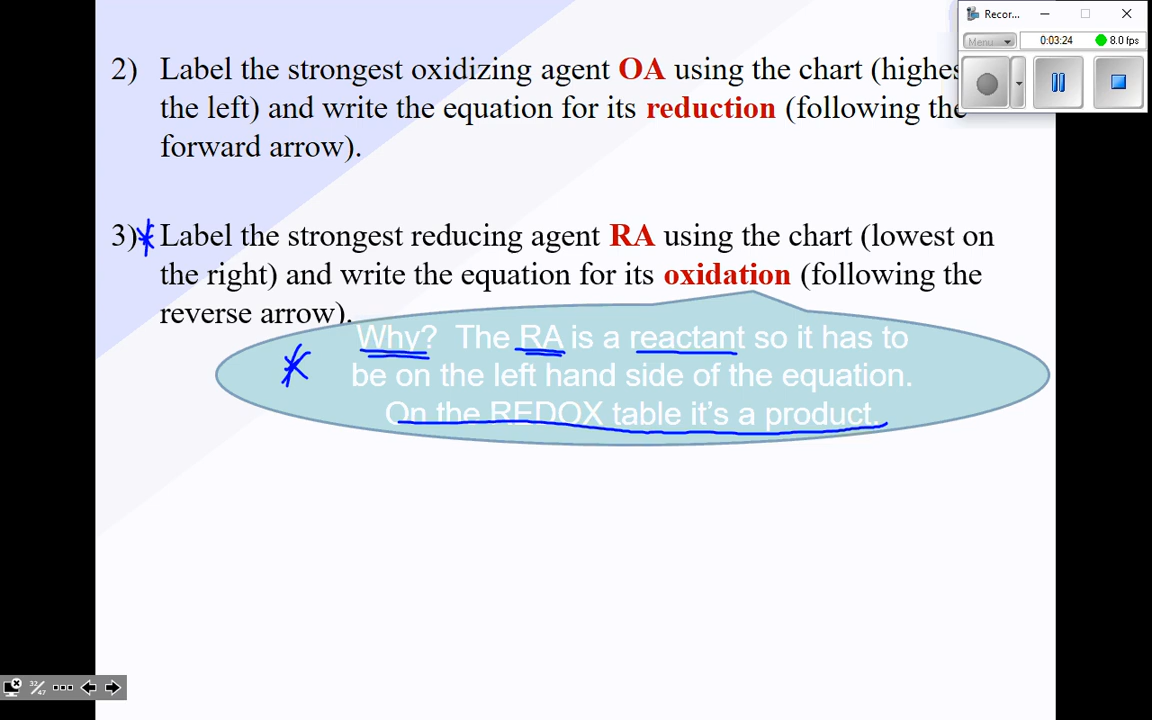 Recor...
Menu
0:03:24
8.0 fps
2) Label the strongest oxidizing agent OA using the chart (highes
the left) and write the equation for its reduction (following the
forward arrow).
3) Label the strongest reducing agent RA using the chart (lowest on
the right) and write the equation for its oxidation (following the
reverse arrow).
Why? The RA is a reactant so it has to
be on the left hand side of the equation.
On the REDOX table it's a product.
32/47